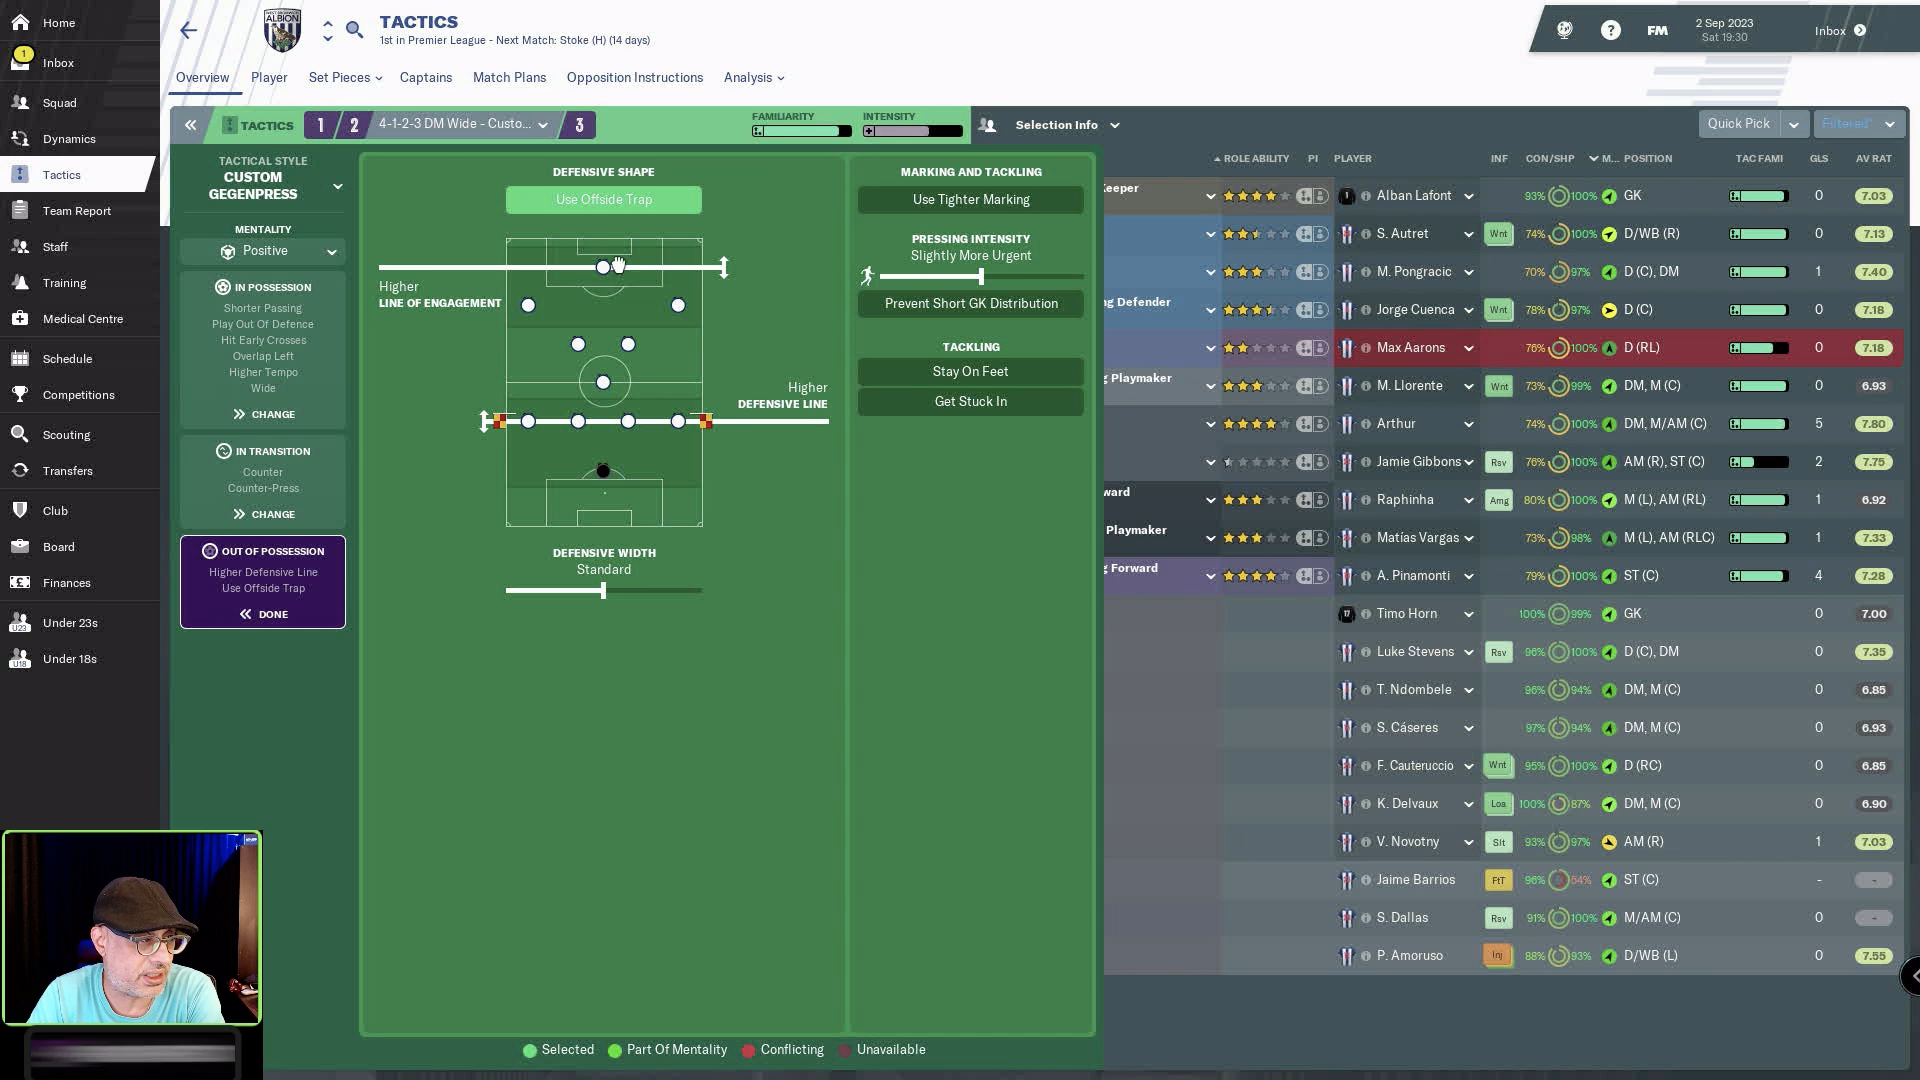 Home
1
Inbox
Squad
Dynamics
Tactics
Team Report
Staff
Training
Medical Centre
Schedule
Competitions
Scouting
Transfers
Club
Board
Finances
U23
Under 23s
U18
Under 18s
ALBION
TACTICS
1st in Premier League - Next Match: Stoke (H) (14 days)
?
FM
2 Sep 2023
Sat 19:30
Inbox
Overview
Player
Set Pieces
Captains
Match Plans
Opposition Instructions
Analysis
TACTICS
1
2
4-1-2-3 DM Wide - Custo...
3
FAMILIARITY
INTENSITY
Selection Info
Quick Pick
Filtered*
TACTICAL STYLE
CUSTOM
GEGENPRESS
MENTALITY
Positive
IN POSSESSION
Shorter Passing
Play Out Of Defence
Hit Early Crosses
Overlap Left
Higher Tempo
Wide
CHANGE
IN TRANSITION
Counter
Counter-Press
CHANGE
OUT OF POSSESSION
Higher Defensive Line
Use Offside Trap
DONE
DEFENSIVE SHAPE
Use Offside Trap
Higher
LINE OF ENGAGEMENT
Higher
DEFENSIVE LINE
DEFENSIVE WIDTH
Standard
MARKING AND TACKLING
Use Tighter Marking
PRESSING INTENSITY
Slightly More Urgent
Prevent Short GK Distribution
TACKLING
Stay On Feet
Get Stuck In
Selected
Part Of Mentality
Conflicting
Unavailable
ROLE ABILITY PI PLAYER INF CON/SHP M... POSITION TAC FAMI GLS AV RAT
Keeper
Alban Lafont 93% 100% GK 0 7.03
S. Autret Wnt 74% 100% D/WB (R) 0 7.13
M. Pongracic 70% 97% D (C), DM 1 7.40
ng Defender
Jorge Cuenca Wnt 78% 97% D (C) 0 7.18
Max Aarons 76% 100% D (RL) 0 7.18
g Playmaker
M. Llorente Wnt 73% 99% DM, M (C) 0 6.93
Arthur 74% 100% DM, M/AM (C) 5 7.80
Jamie Gibbons Rsv 76% 100% AM (R), ST (C) 2 7.75
ward
Raphinha Amg 80% 100% M (L), AM (RL) 1 6.92
Playmaker
Matías Vargas 73% 98% M (L), AM (RLC) 1 7.33
g Forward
A. Pinamonti 79% 100% ST (C) 4 7.28
Timo Horn 100% 99% GK 0 7.00
Luke Stevens Rsv 96% 100% D (C), DM 0 7.35
T. Ndombele 96% 94% DM, M (C) 0 6.85
S. Cáseres 97% 94% DM, M (C) 0 6.93
F. Cauteruccio Wnt 95% 100% D (RC) 0 6.85
K. Delvaux Loa 100% 87% DM, M (C) 0 6.90
V. Novotny Slt 93% 97% AM (R) 1 7.03
Jaime Barrios FtT 96% 54% ST (C) - -
S. Dallas Rsv 91% 100% M/AM (C) 0 -
P. Amoruso Inj 88% 93% D/WB (L) 0 7.55